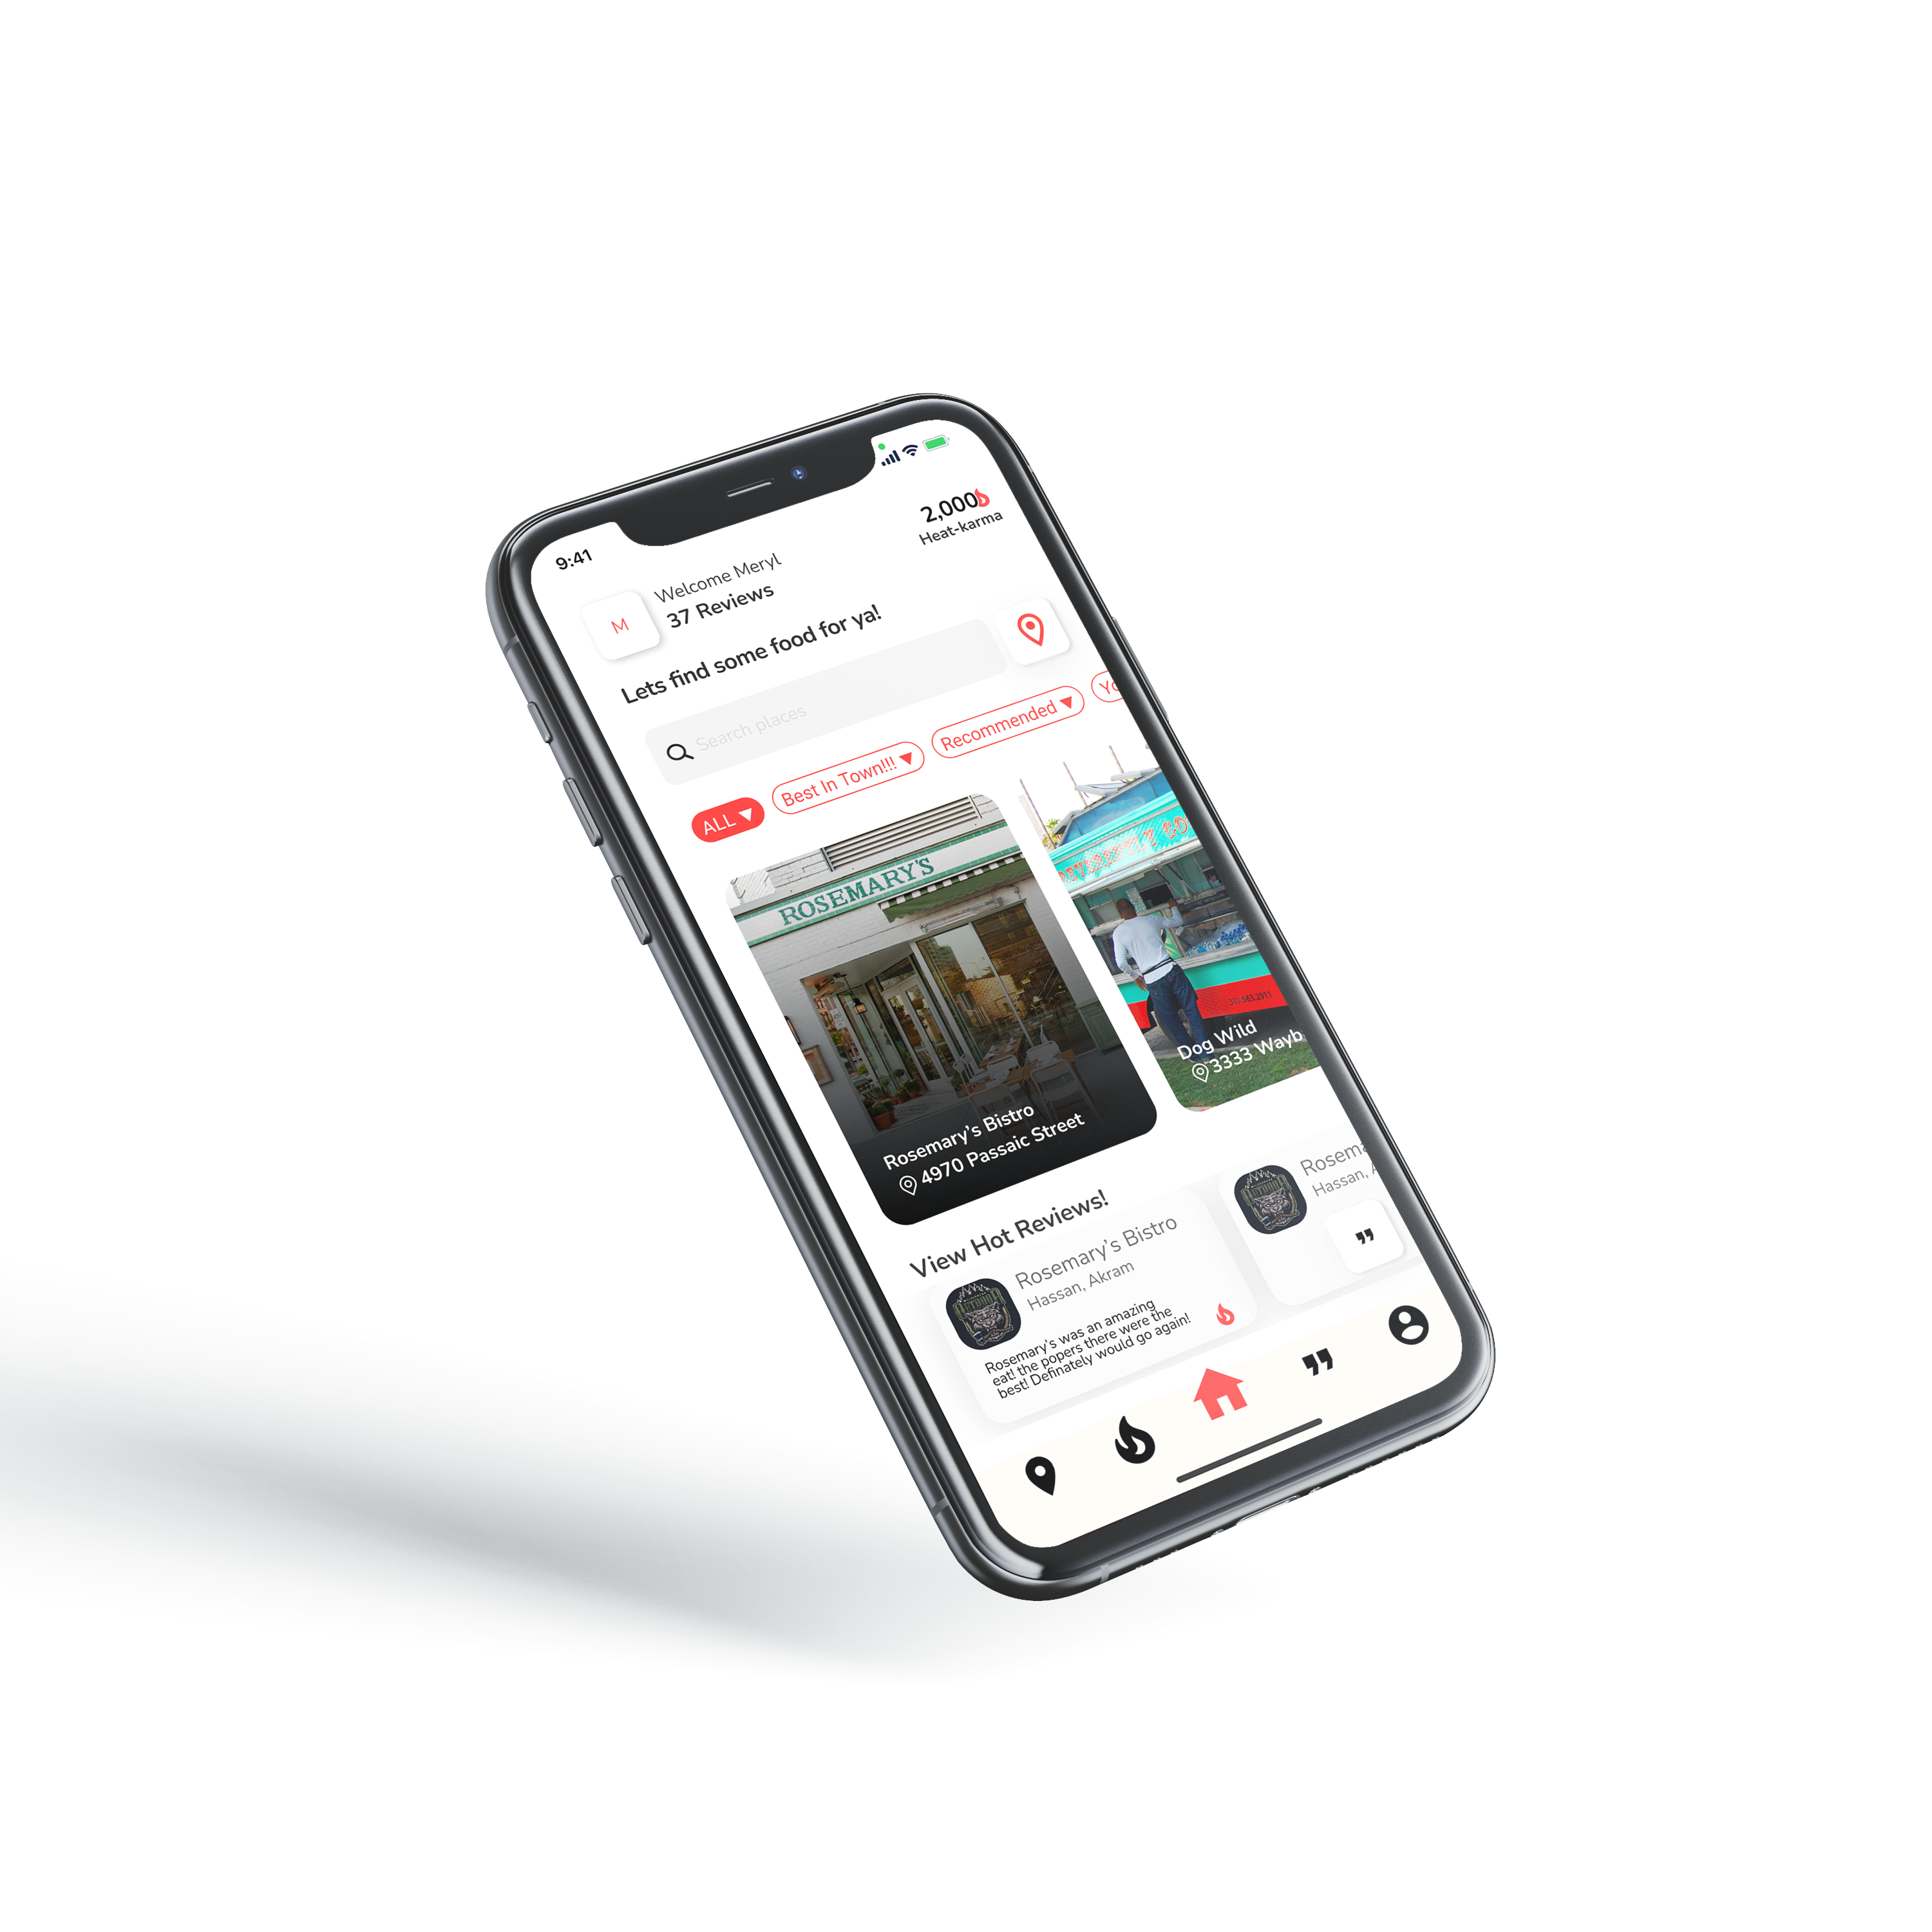 9:41
2,000
Heat-karma
M
Welcome Meryl
37 Reviews
Lets find some food for ya!
Search places
ALL
Best In Town!!!
Recommended
ROSEMARY'S
310.663.2911
Rosemary's Bistro
4970 Passaic Street
Dog Wild
3333 Wayb
View Hot Reviews!
Rosemary's Bistro
Hassan, Akram
Rosemary's was an amazing
eat! the popers there were the
best! Definately would go again!
Rosema
Hassan, A